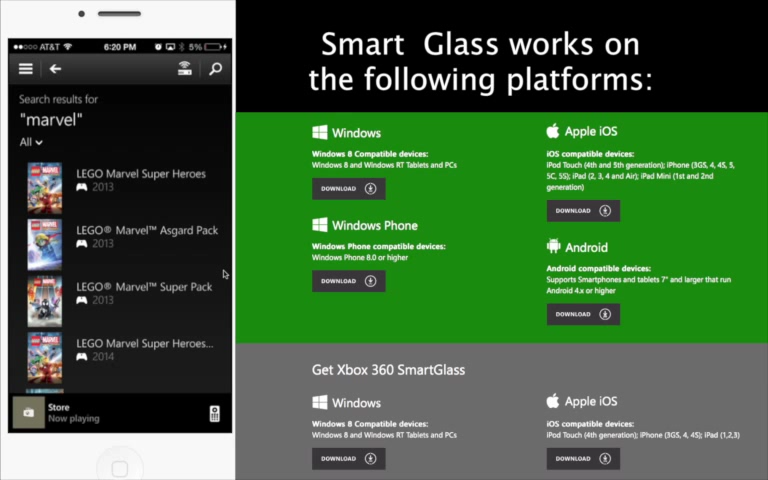 ●●○○○ AT&T 6:20 PM 5%
Search results for
"marvel"
All
LEGO Marvel Super Heroes
2013
LEGO® Marvel™ Asgard Pack
2013
LEGO® Marvel™ Super Pack
2013
LEGO Marvel Super Heroes...
2014
Store
Now playing
Smart Glass works on
the following platforms:
Windows
Windows 8 Compatible devices:
Windows 8 and Windows RT Tablets and PCs
DOWNLOAD
Windows Phone
Windows Phone compatible devices:
Windows Phone 8.0 or higher
DOWNLOAD
Apple iOS
iOS compatible devices:
iPod Touch (4th and 5th generation); iPhone (3GS, 4, 4S, 5,
5C, 5S); iPad (2, 3, 4 and Air); iPad Mini (1st and 2nd
generation)
DOWNLOAD
Android
Android compatible devices:
Supports Smartphones and tablets 7" and larger that run
Android 4.x or higher
DOWNLOAD
Get Xbox 360 SmartGlass
Windows
Windows 8 Compatible devices:
Windows 8 and Windows RT Tablets and PCs
DOWNLOAD
Apple iOS
iOS compatible devices:
iPod Touch (4th generation); iPhone (3GS, 4, 4S); iPad (1,2,3)
DOWNLOAD